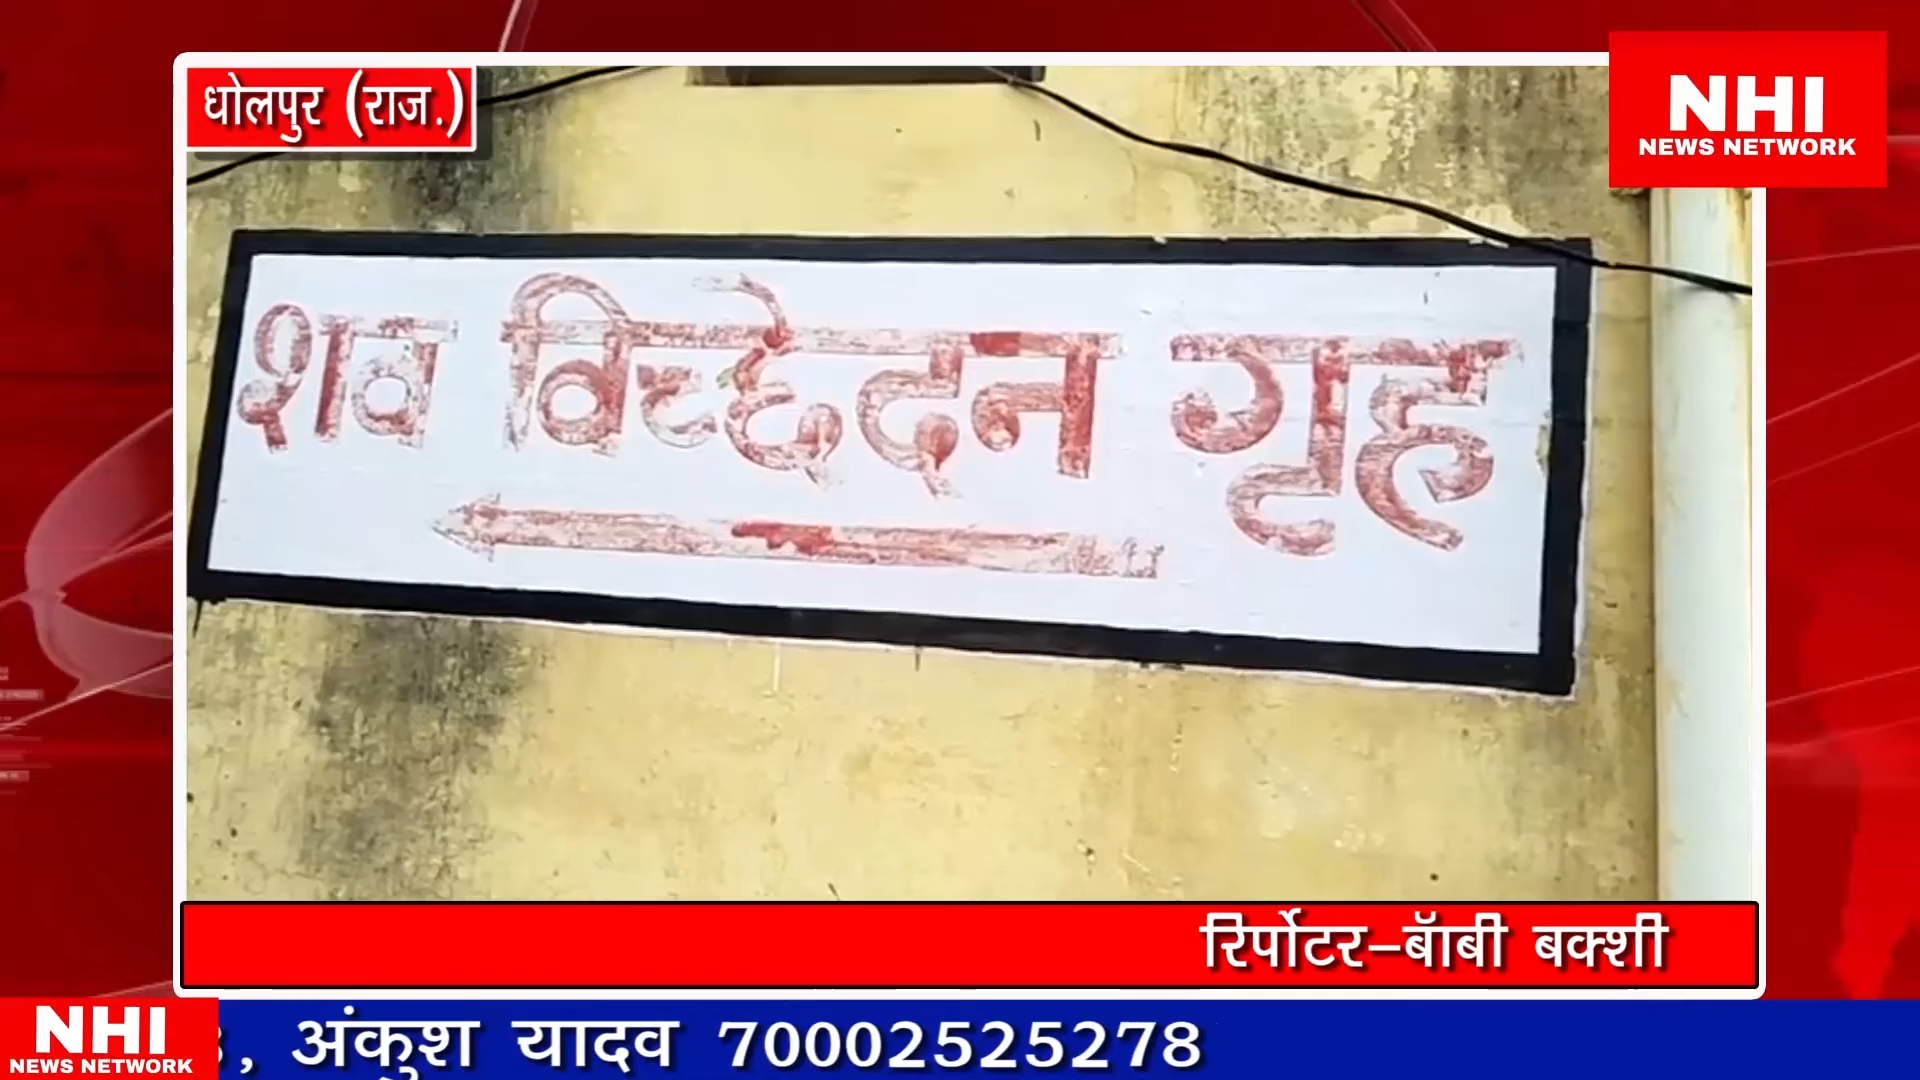 धोलपुर (राज.)
NHI
NEWS NETWORK
शव विच्छेदन गृह
रिर्पोटर-बॅाबी बक्शी
NHI
NEWS NETWORK
, अंकुश यादव 70002525278